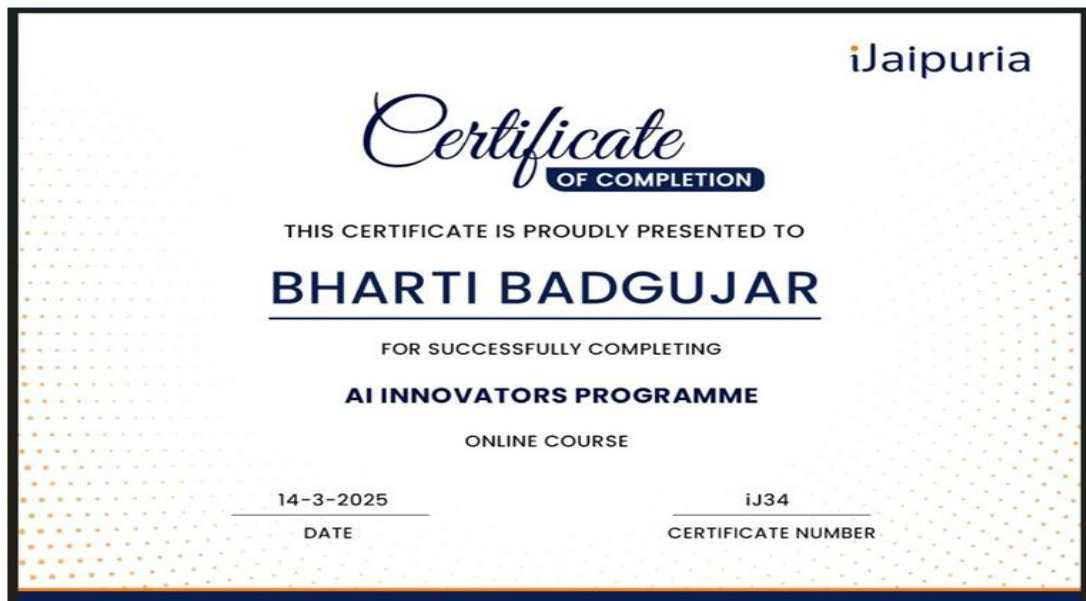 iJaipuria
Certificate
OF COMPLETION
THIS CERTIFICATE IS PROUDLY PRESENTED TO
BHARTI BADGUJAR
FOR SUCCESSFULLY COMPLETING
AI INNOVATORS PROGRAMME
ONLINE COURSE
14-3-2025
DATE
iJ34
CERTIFICATE NUMBER